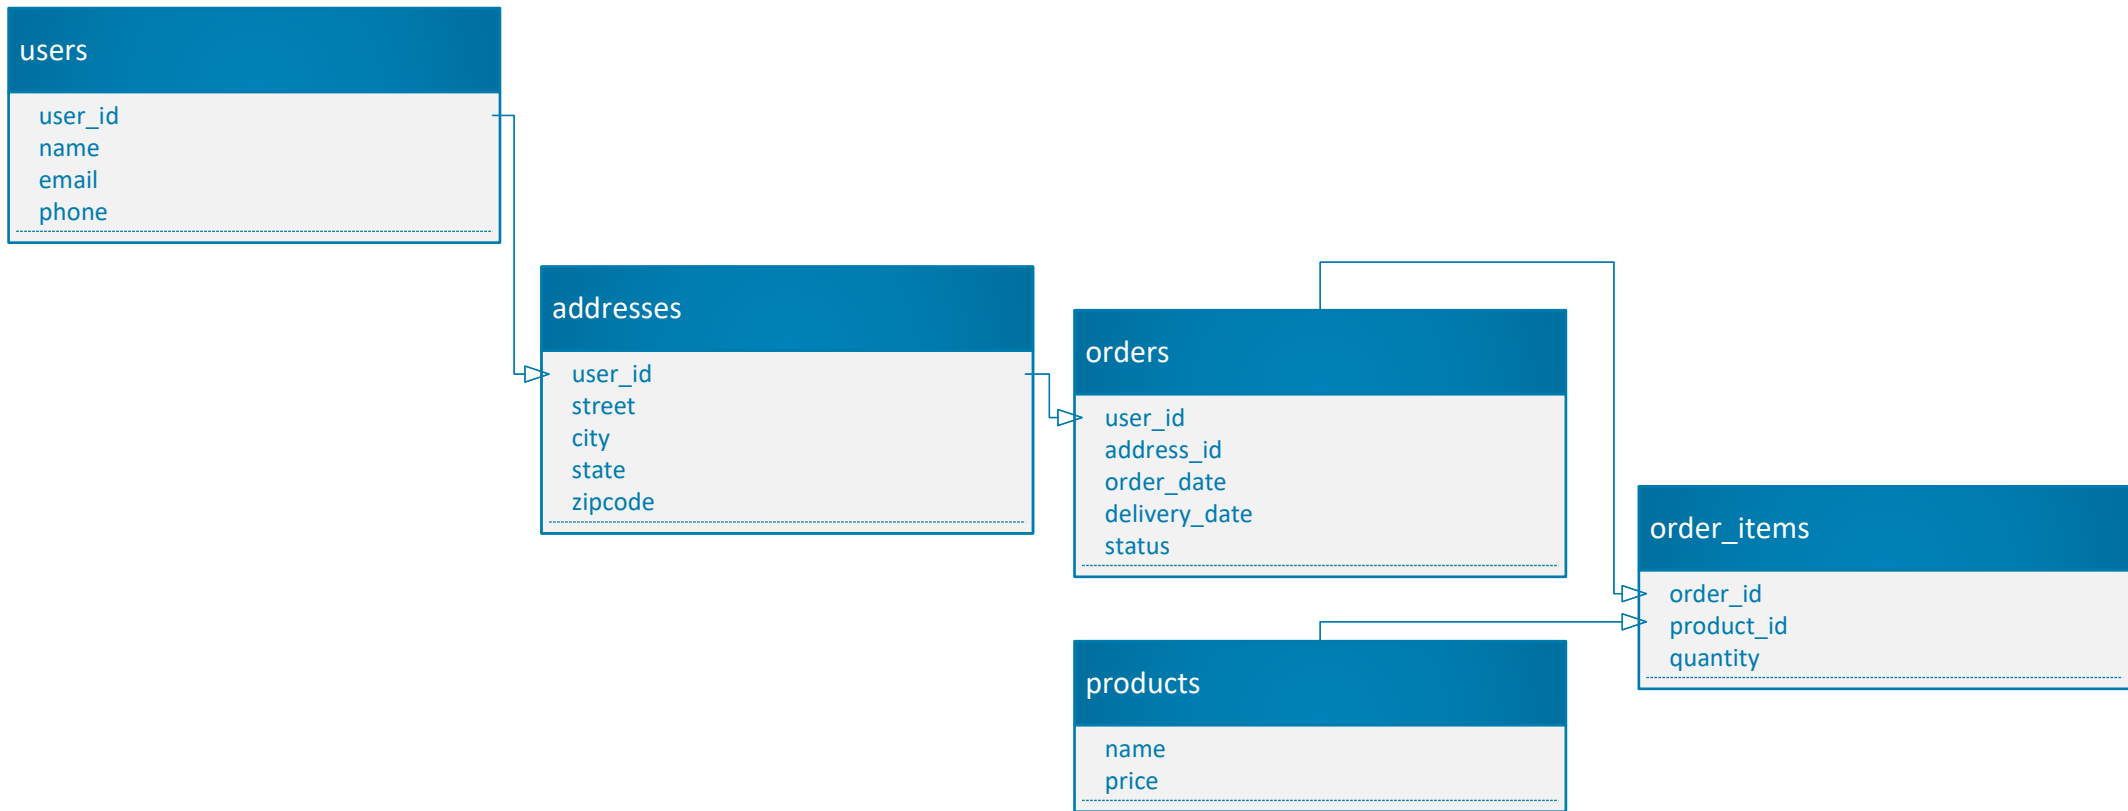 users
user_id
name
email
phone
addresses
user_id
street
city
state
zipcode
orders
user_id
address_id
order_date
delivery_date
status
order_items
order_id
product_id
quantity
products
name
price